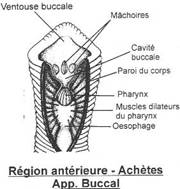 Ventouse buccale
Mâchoires
Cavité
buccale
Paroi du corps
Pharynx
Muscles dilateurs
du pharynx
Oesophage
Région antérieure - Achètes
App. Buccal